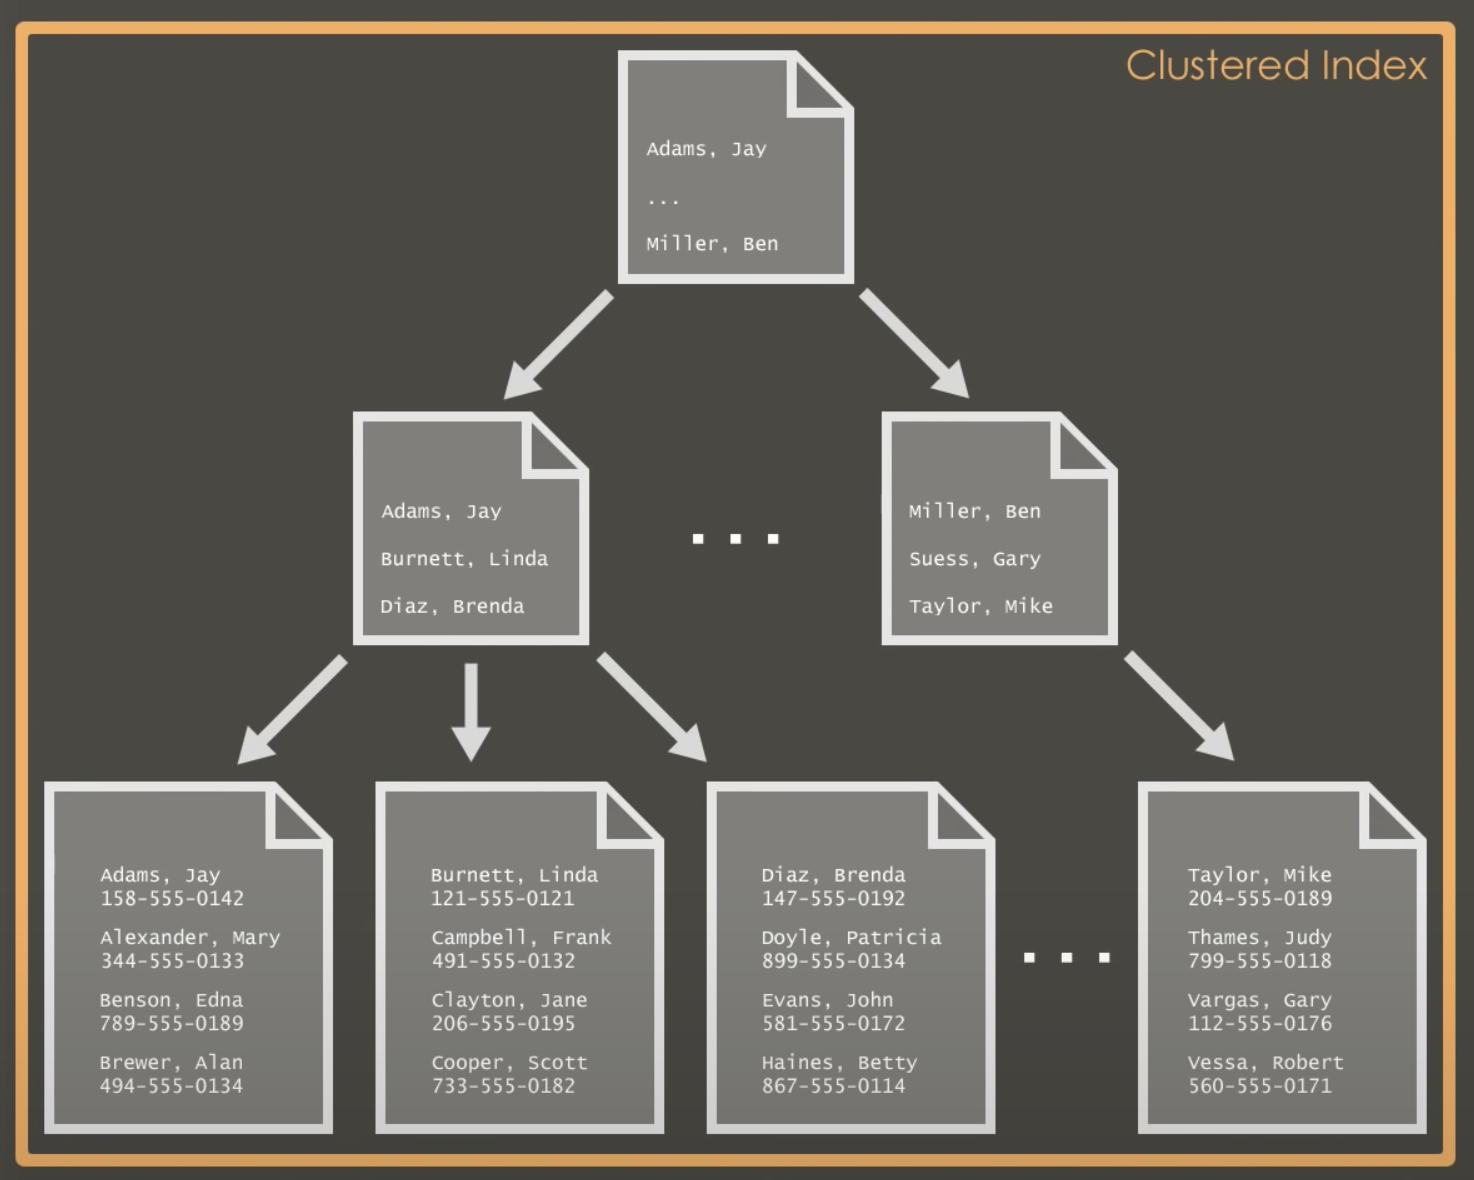 Clustered Index
Adams, Jay
...
Miller, Ben
Adams, Jay
Burnett, Linda
Diaz, Brenda
...
Miller, Ben
Suess, Gary
Taylor, Mike
Adams, Jay
158-555-0142
Alexander, Mary
344-555-0133
Benson, Edna
789-555-0189
Brewer, Alan
494-555-0134
Burnett, Linda
121-555-0121
Campbell, Frank
491-555-0132
Clayton, Jane
206-555-0195
Cooper, Scott
733-555-0182
Diaz, Brenda
147-555-0192
Doyle, Patricia
899-555-0134
Evans, John
581-555-0172
Haines, Betty
867-555-0114
...
Taylor, Mike
204-555-0189
Thames, Judy
799-555-0118
Vargas, Gary
112-555-0176
Vessa, Robert
560-555-0171